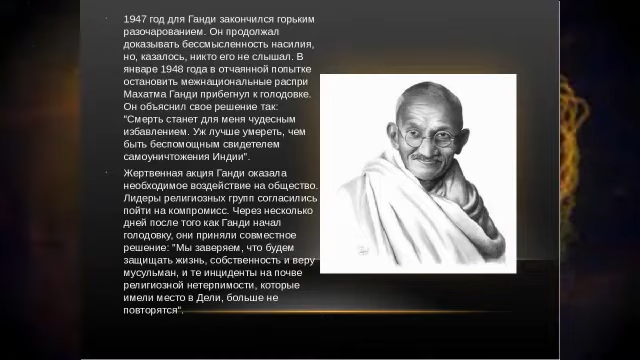 1947 год для Ганди закончился горьким
разочарованием. Он продолжал
доказывать бессмысленность насилия,
но, казалось, никто его не слышал. В
январе 1948 года в отчаянной попытке
остановить межнациональные распри
Махатма Ганди прибегнул к голодовке.
Он объяснил свое решение так:
"Смерть станет для меня чудесным
избавлением. Уж лучше умереть, чем
быть беспомощным свидетелем
самоуничтожения Индии".
Жертвенная акция Ганди оказала
необходимое воздействие на общество.
Лидеры религиозных групп согласились
пойти на компромисс. Через несколько
дней после того как Ганди начал
голодовку, они приняли совместное
решение: "Мы заверяем, что будем
защищать жизнь, собственность и веру
мусульман, и те инциденты на почве
религиозной нетерпимости, которые
имели место в Дели, больше не
повторятся".